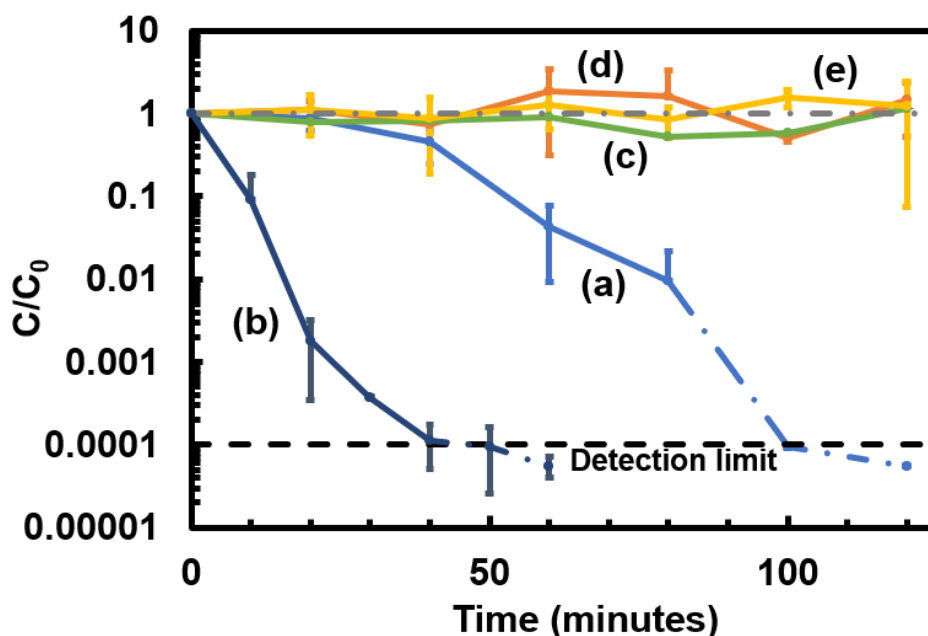 10
1
0.1
0.01
0.001
0.0001
0.00001
C/C₀
(d)
(e)
(c)
(a)
(b)
Detection limit
0
50
100
Time (minutes)